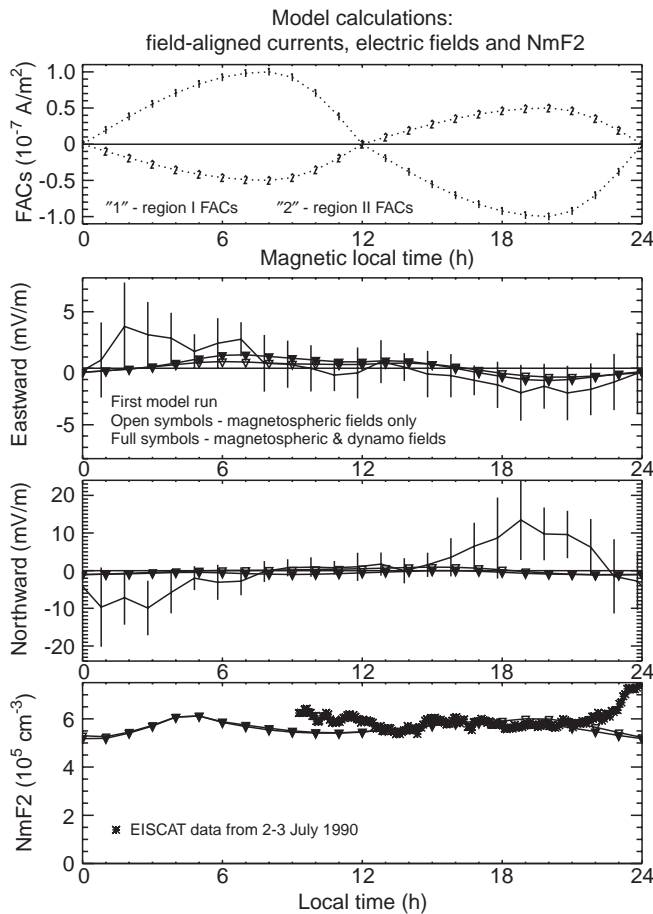 Model calculations:
field-aligned currents, electric fields and NmF2
FACs (10⁻⁷ A/m²)
1.0
0.5
0
-0.5
-1.0
"1" - region I FACs "2" - region II FACs
0 6 12 18 24
Magnetic local time (h)
Eastward (mV/m)
5
0
-5
First model run
Open symbols - magnetospheric fields only
Full symbols - magnetospheric & dynamo fields
0 6 12 18 24
Northward (mV/m)
20
10
0
-10
-20
0 6 12 18 24
NmF2 (10⁵ cm⁻³)
6
4
2
0
EISCAT data from 2-3 July 1990
0 6 12 18 24
Local time (h)